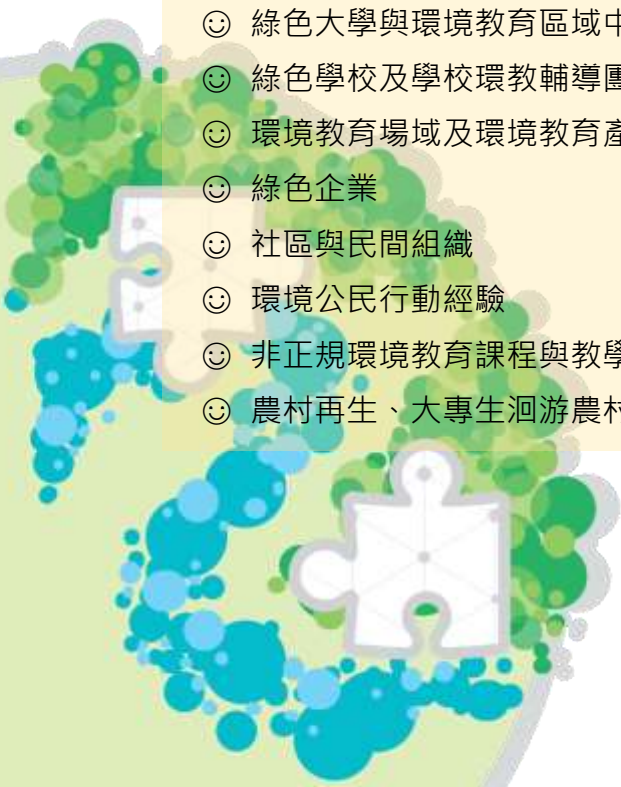 ☺ 綠色大學與環境教育區域中
☺ 綠色學校及學校環教輔導團
☺ 環境教育場域及環境教育產
☺ 綠色企業
☺ 社區與民間組織
☺ 環境公民行動經驗
☺ 非正規環境教育課程與教學
☺ 農村再生、大專生洄游農村